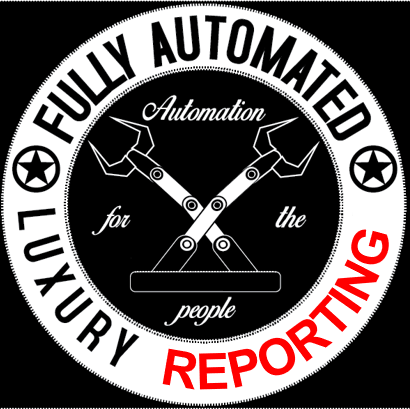 FULLY AUTOMATED
LUXURY REPORTING
Automation
for the
people